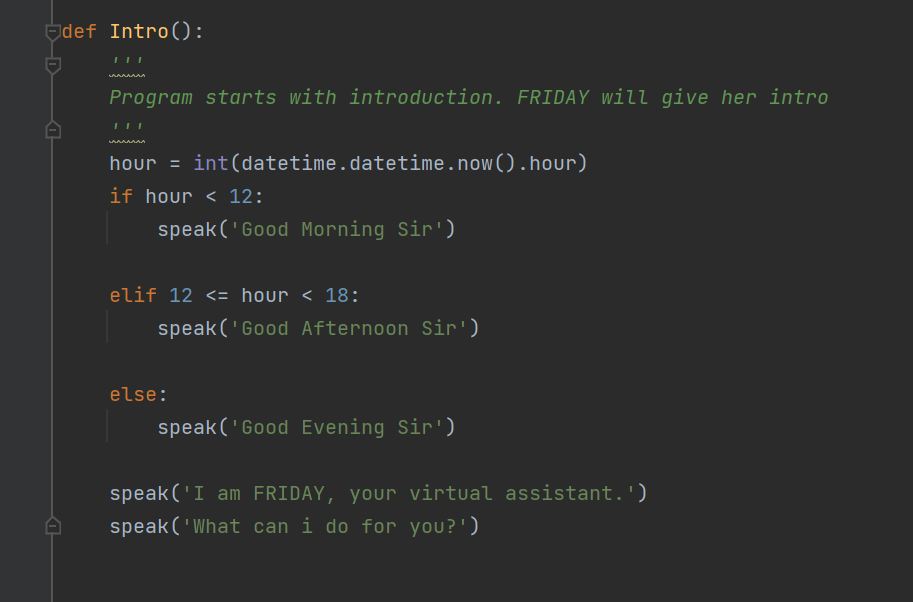 def Intro():
    '''
    Program starts with introduction. FRIDAY will give her intro
    '''
    hour = int(datetime.datetime.now().hour)
    if hour < 12:
        speak('Good Morning Sir')
    elif 12 <= hour < 18:
        speak('Good Afternoon Sir')
    else:
        speak('Good Evening Sir')
    speak('I am FRIDAY, your virtual assistant.')
    speak('What can i do for you?')